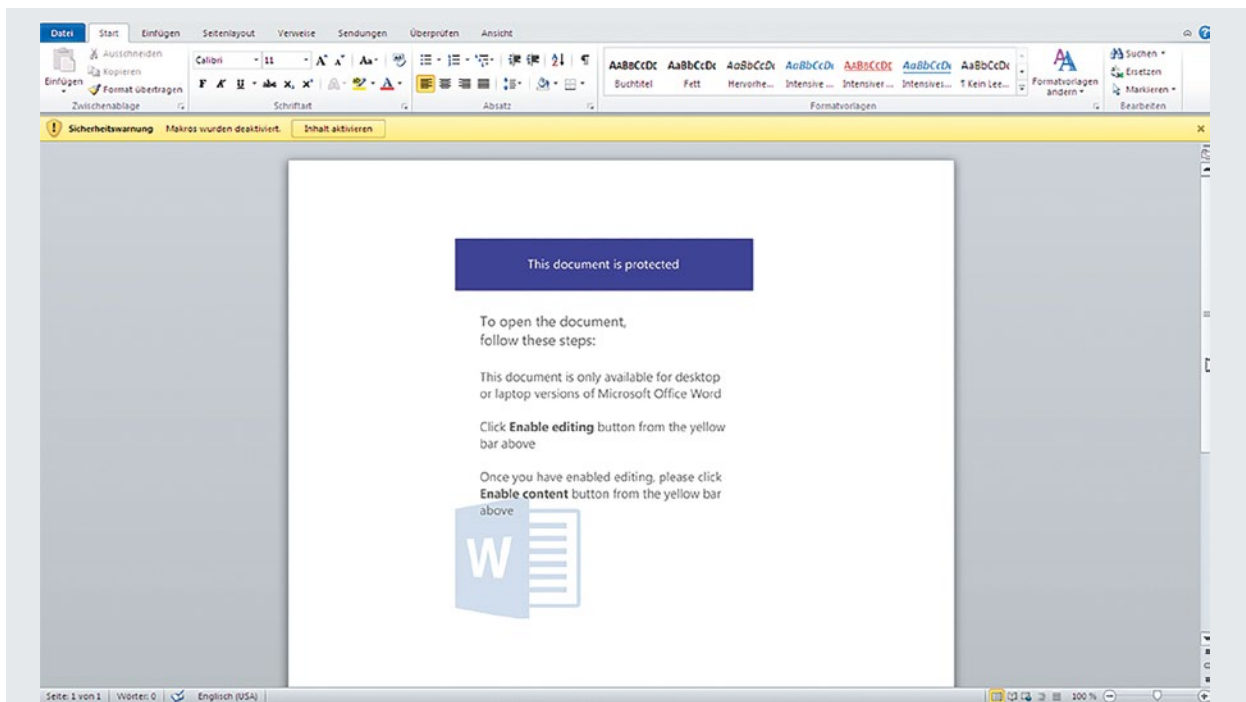 Datei Start Einfügen Seitenlayout Verweise Sendungen Überprüfen Ansicht
Einfügen
Ausschneiden
Kopieren
Format übertragen
Zwischenablage
Calibri 11
F K U abc x, x²
Schriftart
Absatz
AABBCCDC AaBbCcDc AaBbCcDc AaBbCcDc AABBCCDC AaBbCcDc AaBbCcDc
Buchtitel Fett Hervorhe... Intensive ... Intensiver ... Intensives... ¶ Kein Lee...
Formatvorlagen
Formatvorlagen ändern
Suchen
Ersetzen
Markieren
Bearbeiten
Sicherheitswarnung Makros wurden deaktiviert. Inhalt aktivieren
This document is protected
To open the document,
follow these steps:
This document is only available for desktop
or laptop versions of Microsoft Office Word
Click Enable editing button from the yellow
bar above
Once you have enabled editing, please click
Enable content button from the yellow bar
above
W
Seite: 1 von 1 Wörter: 0 Englisch (USA) 100 %